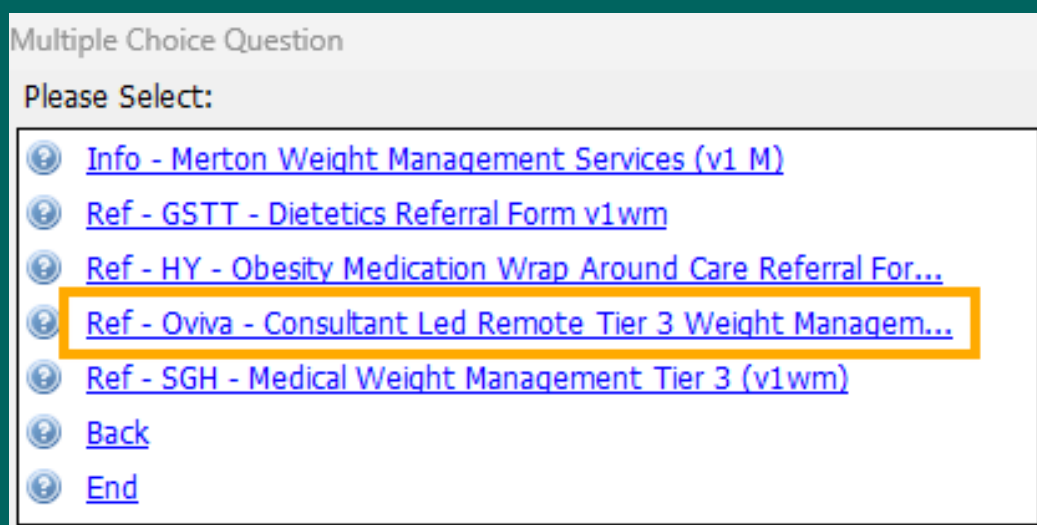 Multiple Choice Question
Please Select:
Info - Merton Weight Management Services (v1 M)
Ref - GSTT - Dietetics Referral Form v1wm
Ref - HY - Obesity Medication Wrap Around Care Referral For...
Ref - Oviva - Consultant Led Remote Tier 3 Weight Managem...
Ref - SGH - Medical Weight Management Tier 3 (v1wm)
Back
End